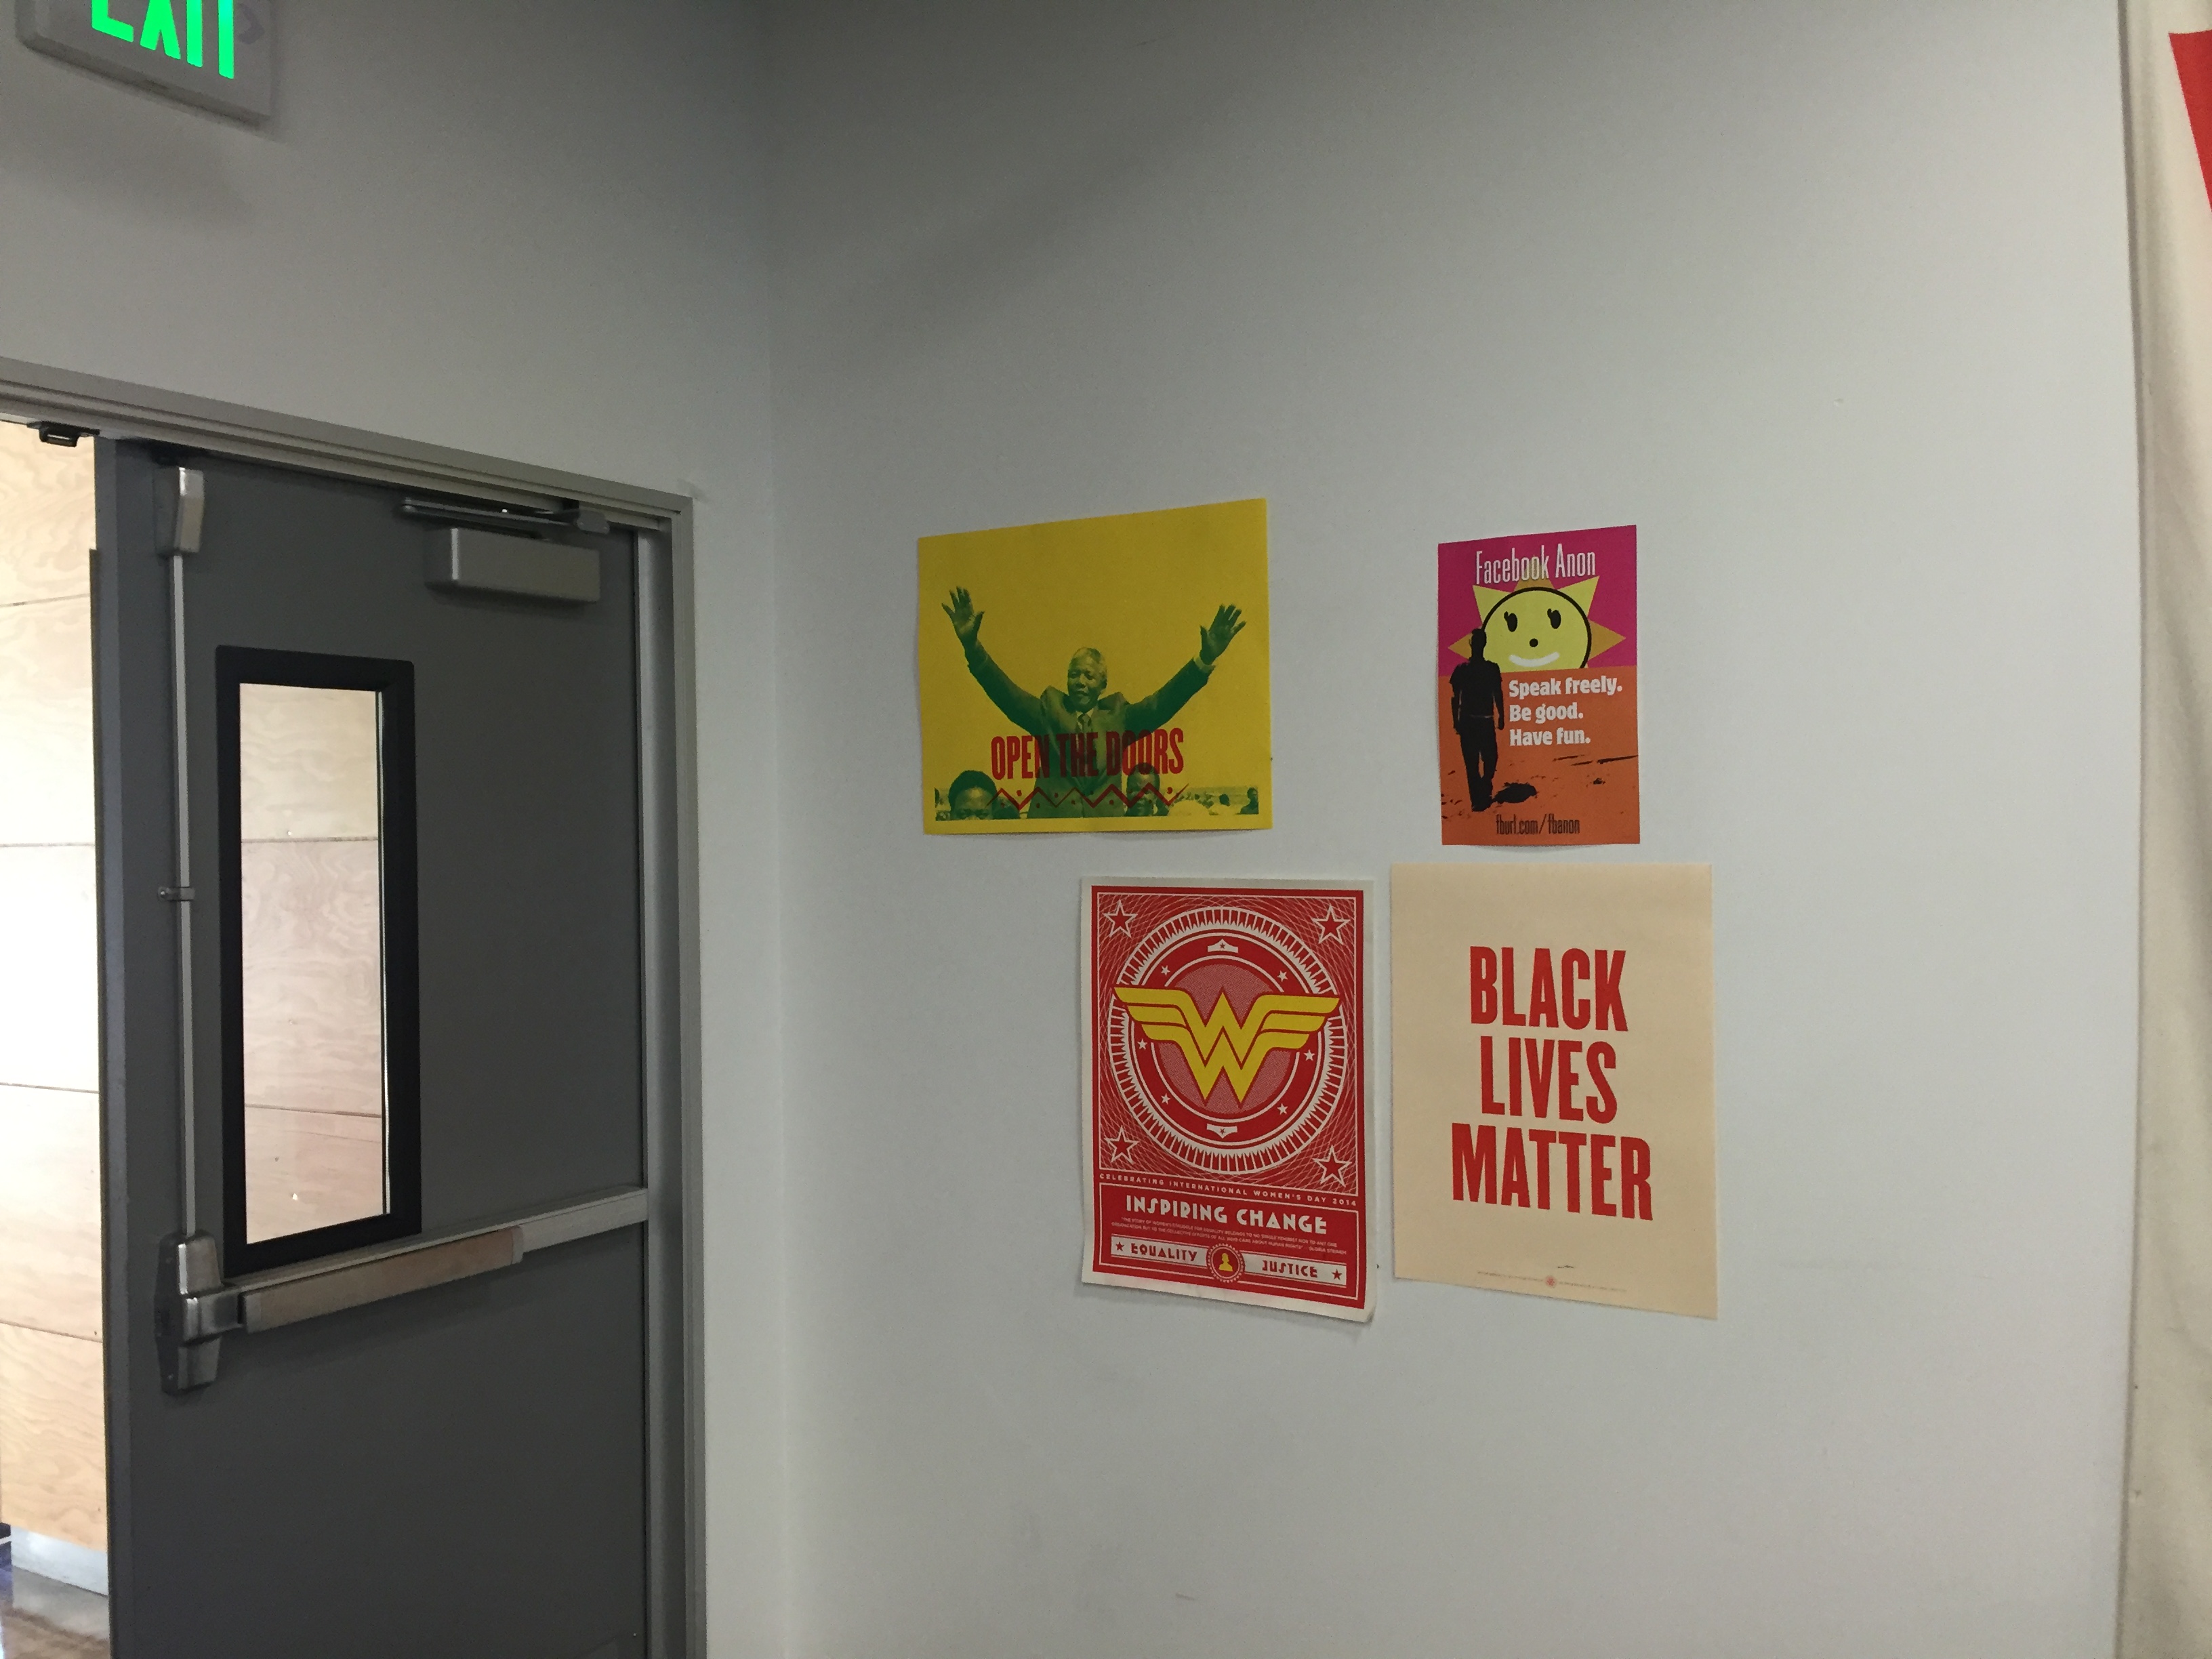 EXIT
OPEN THE DOORS
Facebook Anon
Speak freely.
Be good.
Have fun.
fburl.com/fbanon
CELEBRATING INTERNATIONAL WOMEN'S DAY 2014
INSPIRING CHANGE
EQUALITY
JUSTICE
BLACK
LIVES
MATTER